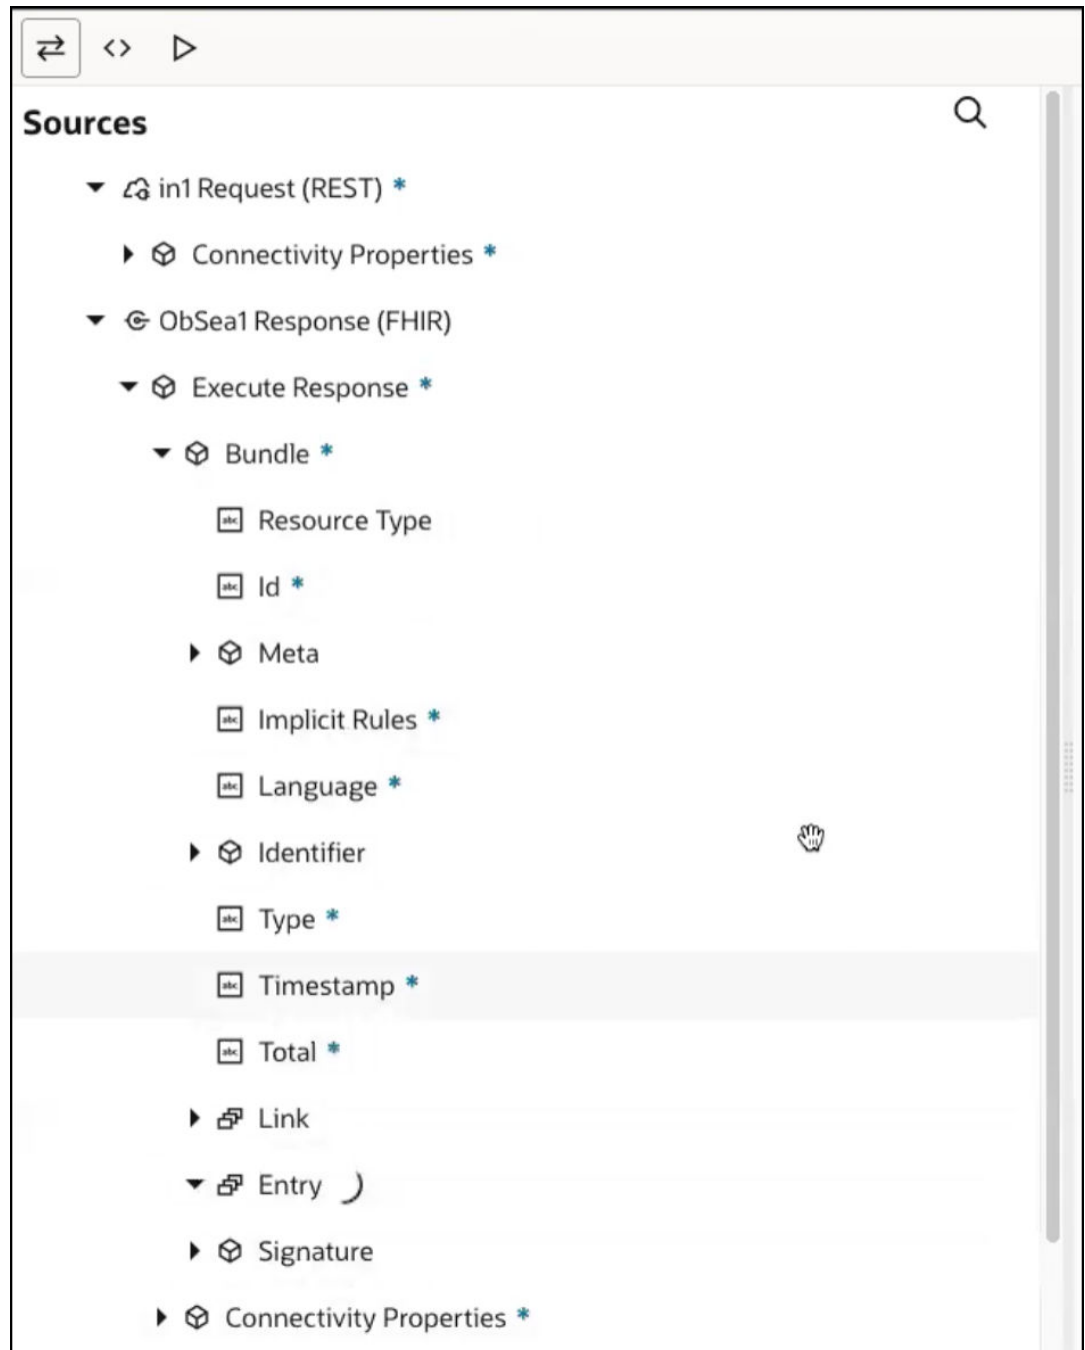 Sources
in1 Request (REST) *
Connectivity Properties *
ObSea1 Response (FHIR)
Execute Response *
Bundle *
Resource Type
Id *
Meta
Implicit Rules *
Language *
Identifier
Type *
Timestamp *
Total *
Link
Entry
Signature
Connectivity Properties *